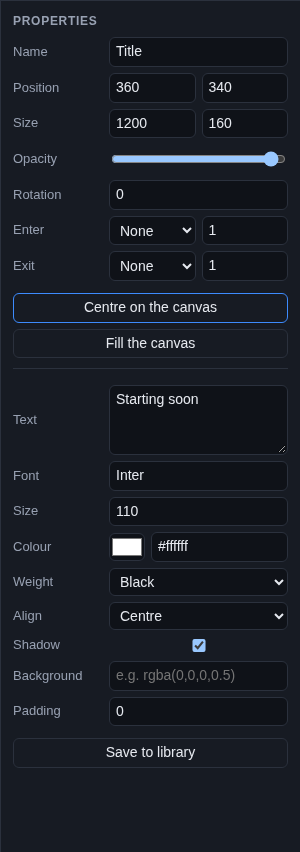 PROPERTIES
Name Title
Position 360 340
Size 1200 160
Opacity
Rotation 0
Enter None 1
Exit None 1
Centre on the canvas
Fill the canvas
Text Starting soon
Font Inter
Size 110
Colour #ffffff
Weight Black
Align Centre
Shadow
Background e.g. rgba(0,0,0,0.5)
Padding 0
Save to library